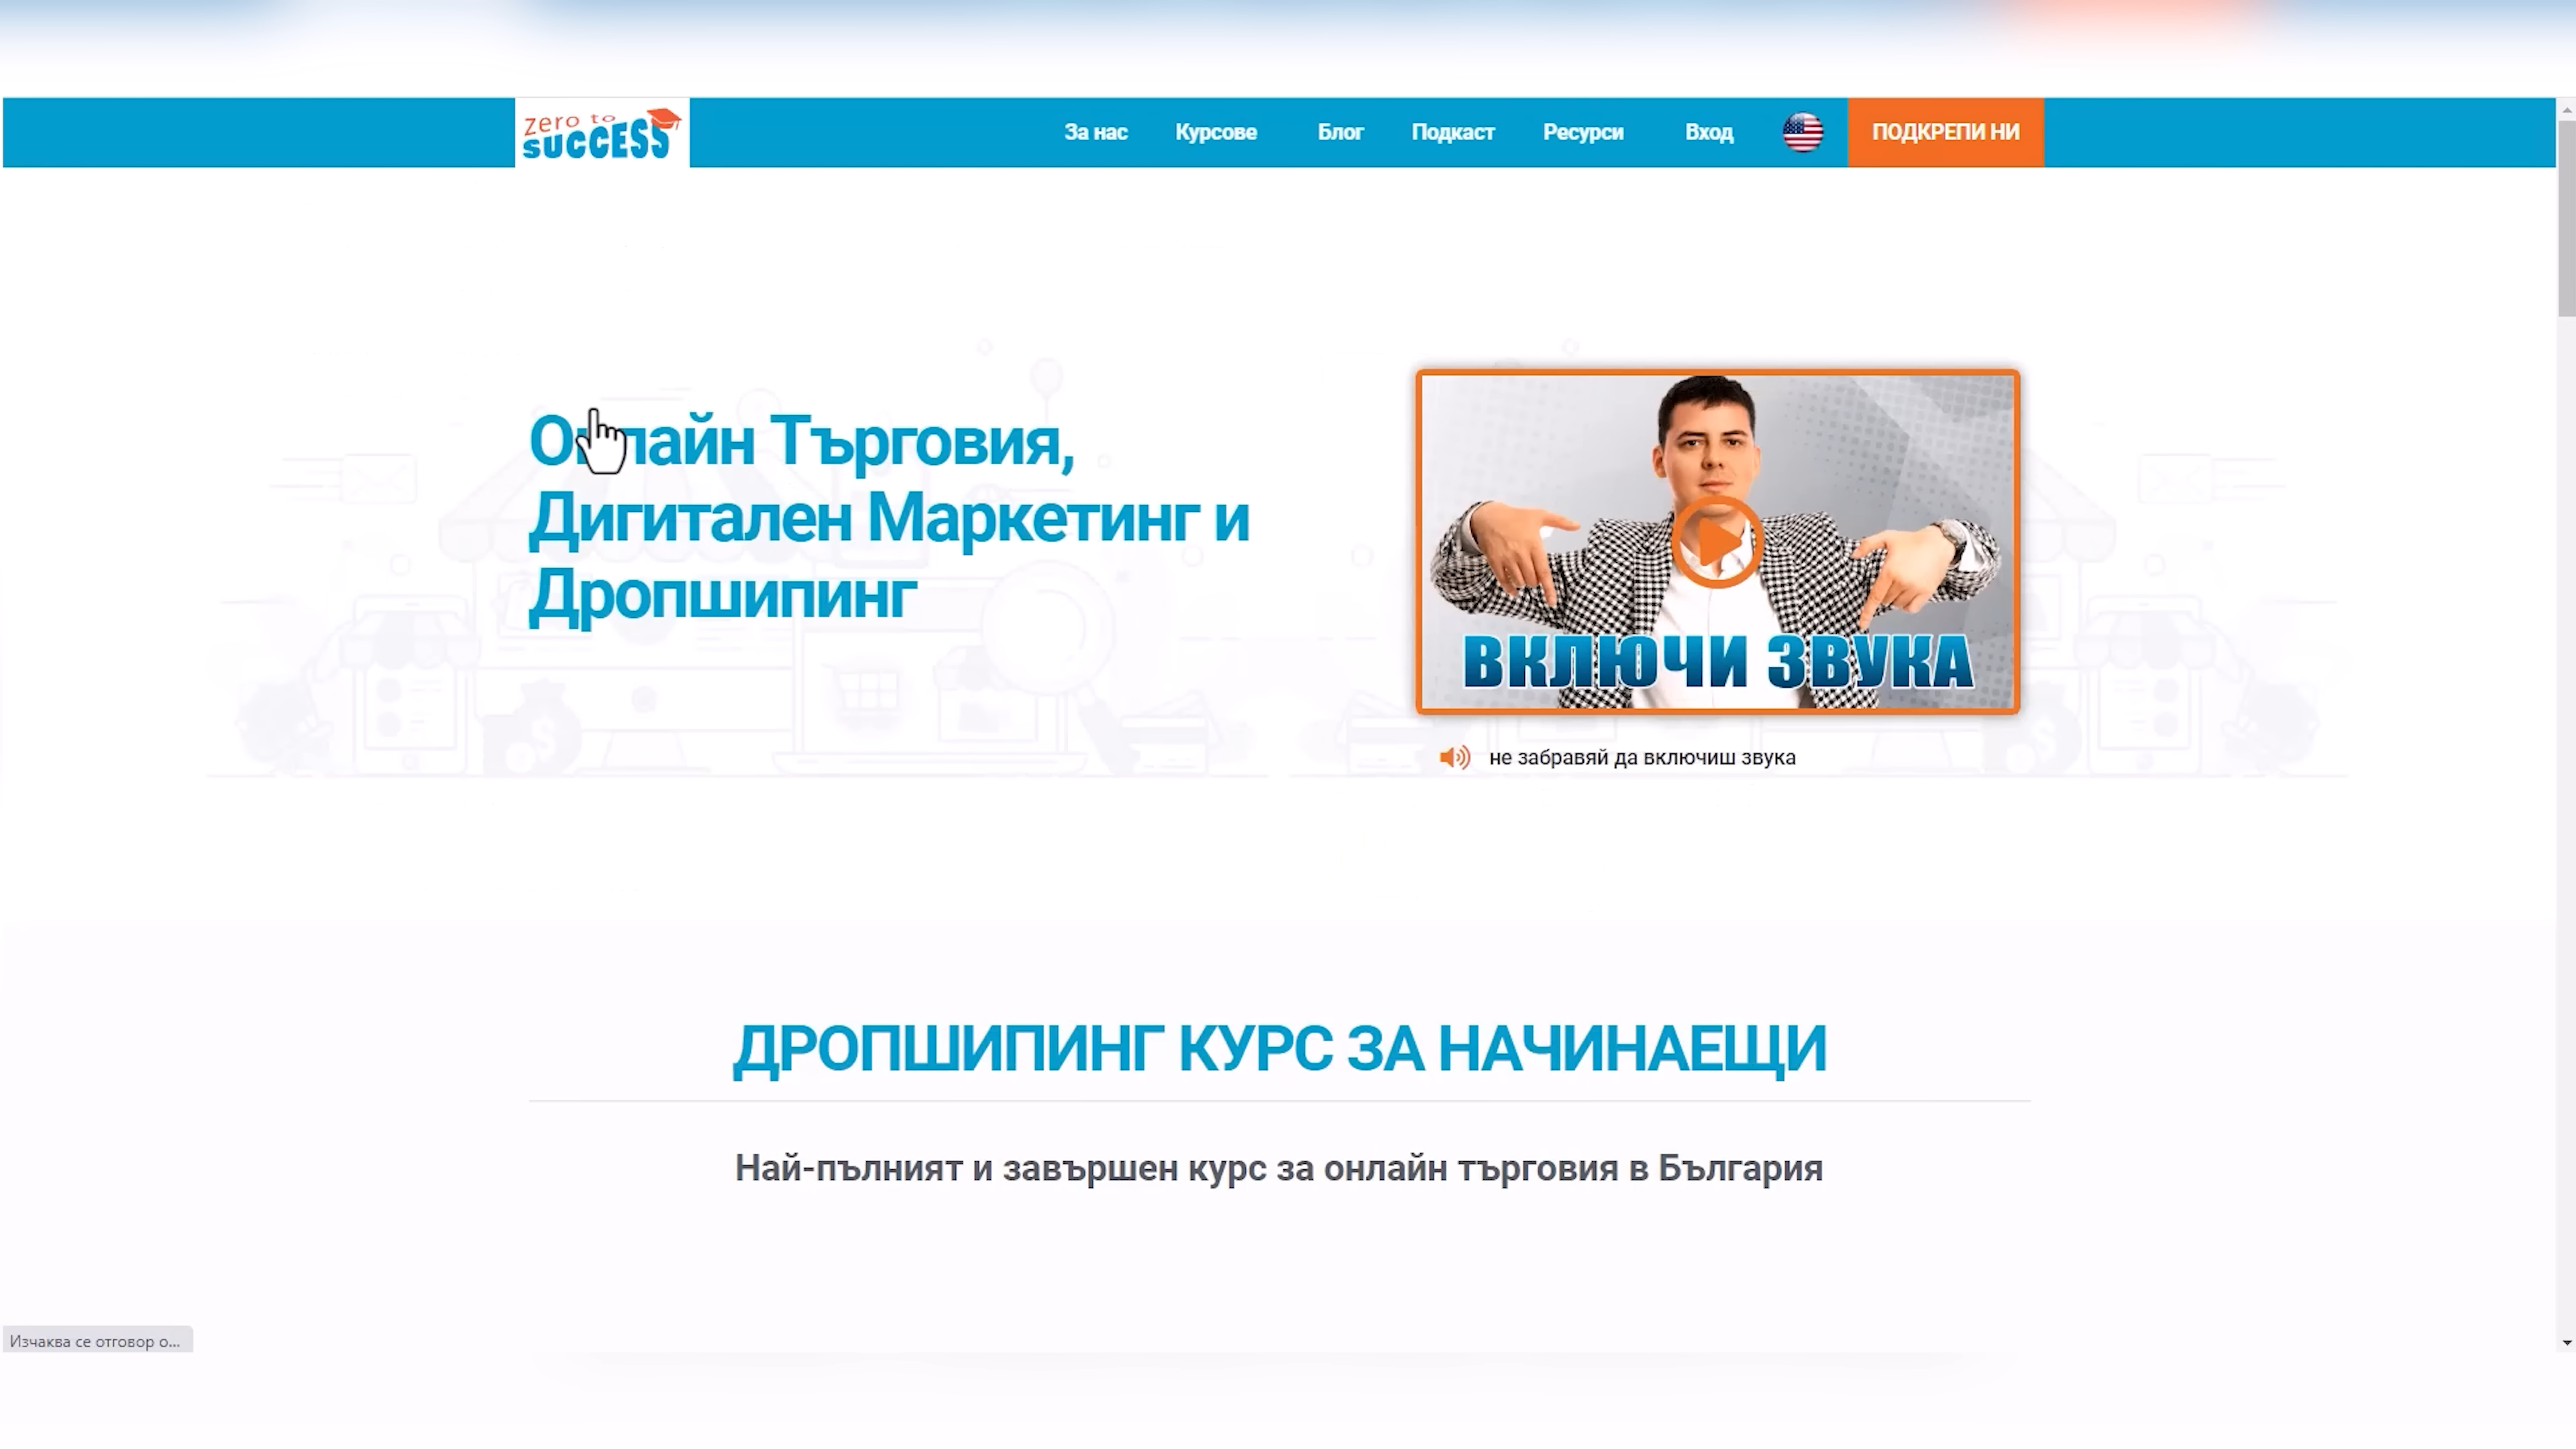 zero to
SUCCESS
За нас
Курсове
Блог
Подкаст
Ресурси
Вход
ПОДКРЕПИ НИ
Онлайн Търговия,
Дигитален Маркетинг и
Дропшипинг
ВКЛЮЧИ ЗВУКА
не забравяй да включиш звука
ДРОПШИПИНГ КУРС ЗА НАЧИНАЕЩИ
Най-пълният и завършен курс за онлайн търговия в България
Изчаква се отговор о...